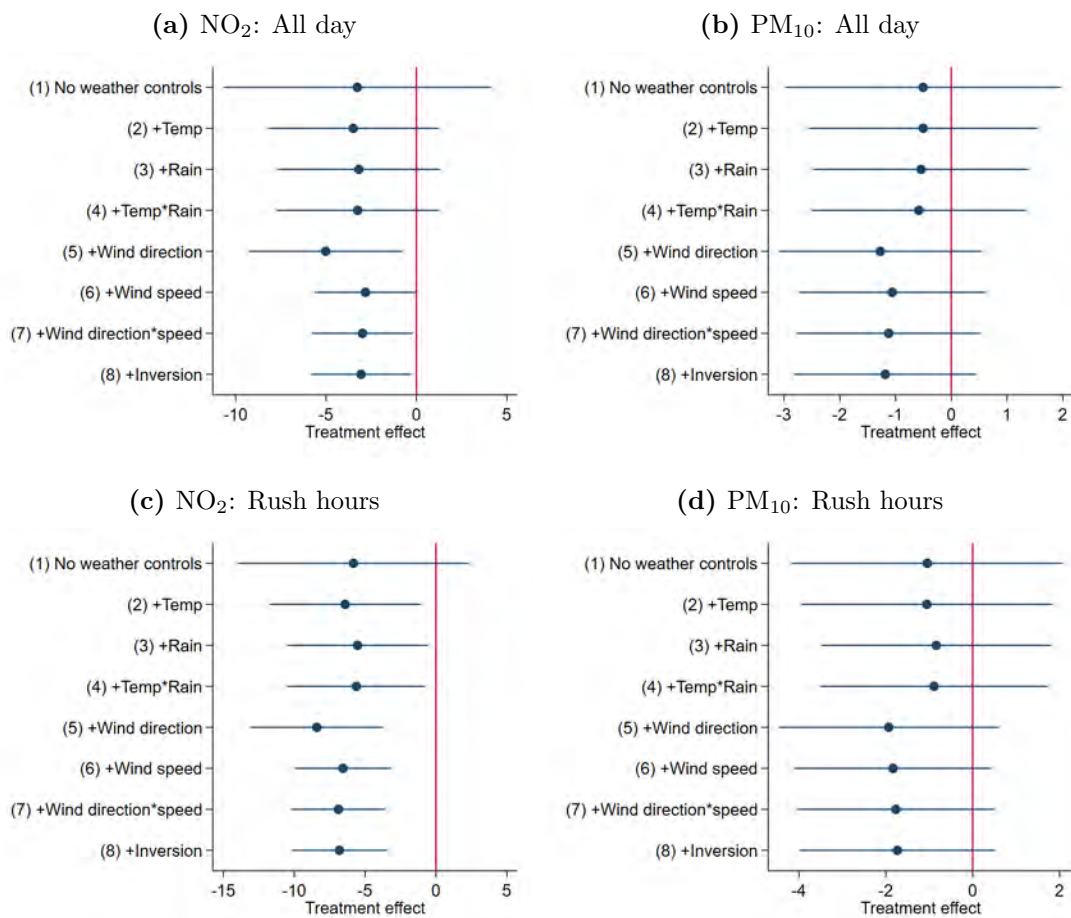 (a) NO₂: All day
(1) No weather controls
(2) +Temp
(3) +Rain
(4) +Temp*Rain
(5) +Wind direction
(6) +Wind speed
(7) +Wind direction*speed
(8) +Inversion
-10 -5 0 5
Treatment effect
(b) PM₁₀: All day
(1) No weather controls
(2) +Temp
(3) +Rain
(4) +Temp*Rain
(5) +Wind direction
(6) +Wind speed
(7) +Wind direction*speed
(8) +Inversion
-3 -2 -1 0 1 2
Treatment effect
(c) NO₂: Rush hours
(1) No weather controls
(2) +Temp
(3) +Rain
(4) +Temp*Rain
(5) +Wind direction
(6) +Wind speed
(7) +Wind direction*speed
(8) +Inversion
-15 -10 -5 0 5
Treatment effect
(d) PM₁₀: Rush hours
(1) No weather controls
(2) +Temp
(3) +Rain
(4) +Temp*Rain
(5) +Wind direction
(6) +Wind speed
(7) +Wind direction*speed
(8) +Inversion
-4 -2 0 2
Treatment effect